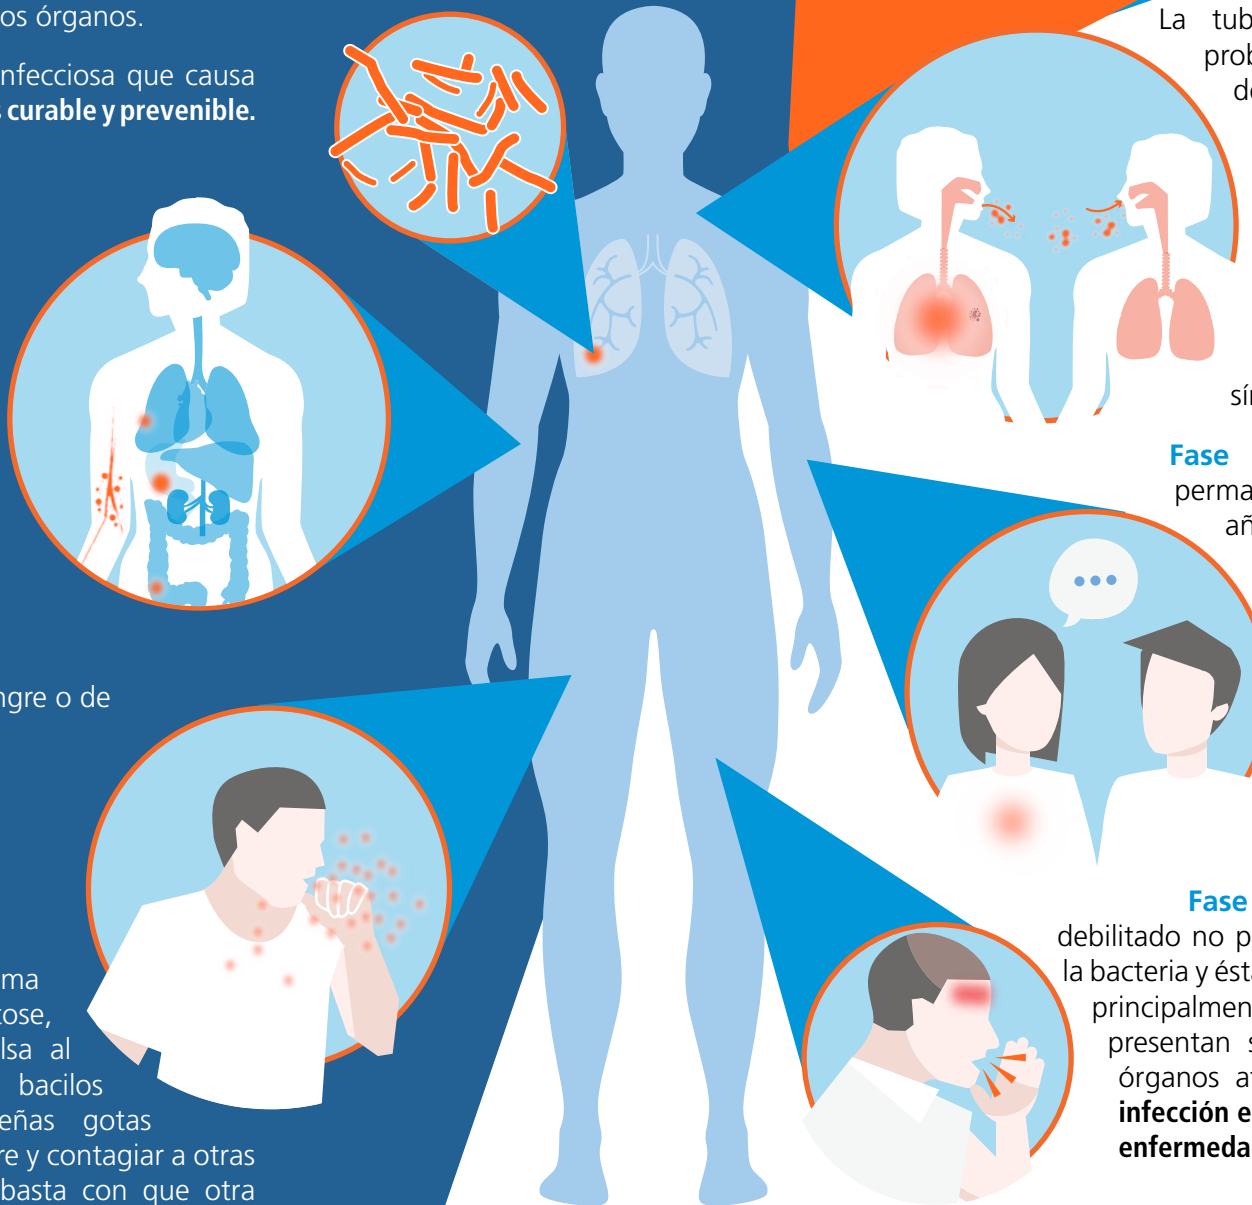 os órganos.
nfecciosa que causa
s curable y prevenible.
ngre o de
ma
tose,
lsa al
bacilos
eñas gotas
re y contagiar a otras
basta con que otra
La tub
prob
de
sín
Fase
perma
añ
Fase
debilitado no p
la bacteria y ésta
principalmen
presentan s
órganos af
infección e
enfermeda